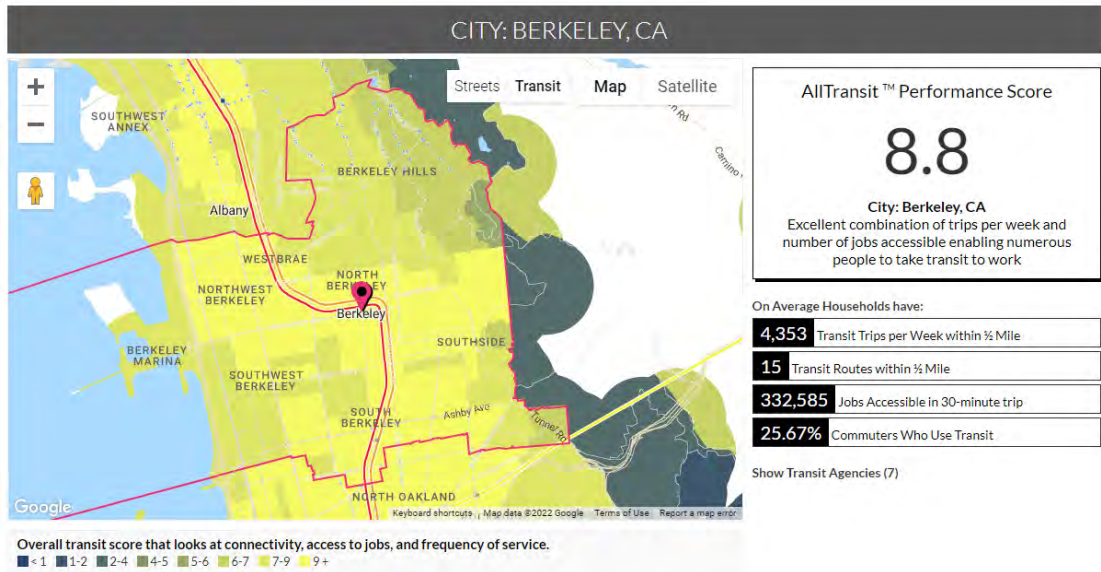 CITY: BERKELEY, CA
Streets Transit Map Satellite
+
−
SOUTHWEST
ANNEX
BERKELEY HILLS
Albany
WESTBRAE
NORTH
BERKELEY
NORTHWEST
BERKELEY
Berkeley
BERKELEY
MARINA
SOUTHSIDE
SOUTHWEST
BERKELEY
SOUTH
BERKELEY
Ashby Ave
Tunnel Rd
NORTH OAKLAND
Camino
Rd
Google
Keyboard shortcuts Map data ©2022 Google Terms of Use Report a map error
Overall transit score that looks at connectivity, access to jobs, and frequency of service.
< 1 1-2 2-4 4-5 5-6 6-7 7-9 9 +
AllTransit ™ Performance Score
8.8
City: Berkeley, CA
Excellent combination of trips per week and
number of jobs accessible enabling numerous
people to take transit to work
On Average Households have:
4,353 Transit Trips per Week within ½ Mile
15 Transit Routes within ½ Mile
332,585 Jobs Accessible in 30-minute trip
25.67% Commuters Who Use Transit
Show Transit Agencies (7)